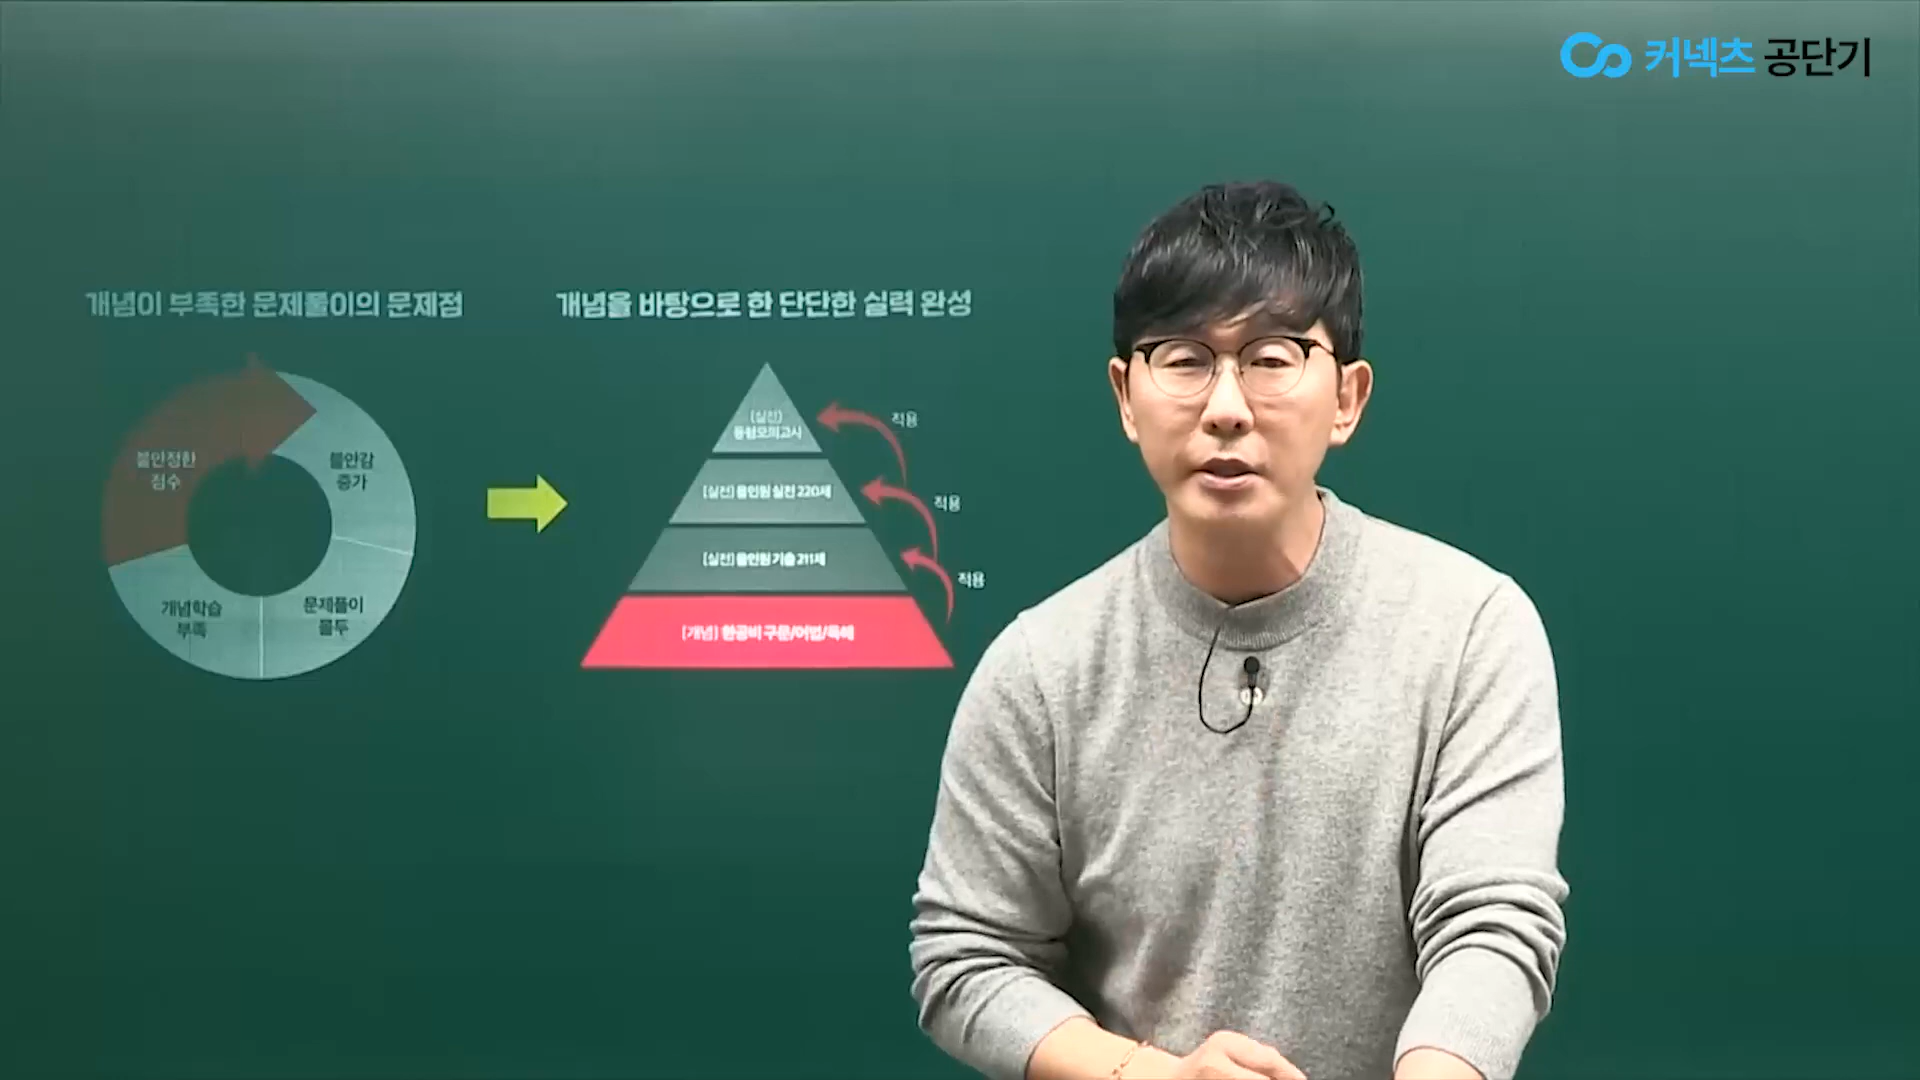 커넥츠 공단기
개념이 부족한 문제풀이의 문제점
불안정한
점수
불안감
증가
개념학습
부족
문제풀이
몰두
개념을 바탕으로 한 단단한 실력 완성
(실전)
동형모의고사
적용
[실전] 올인원 실전 220제
적용
[실전] 올인원 기출 211제
적용
[개념] 한공비 구문/어법/독해